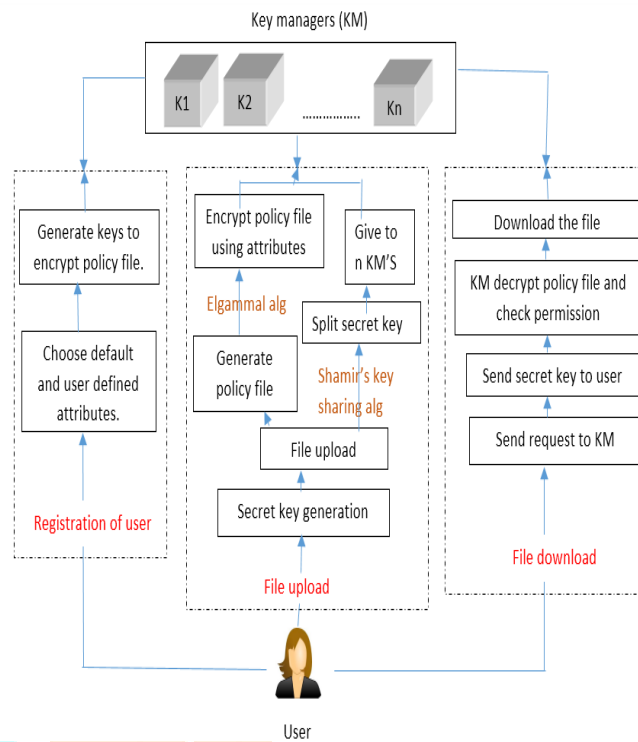 Key managers (KM)
K1
K2
..................
Kn
Generate keys to
encrypt policy file.
Choose default
and user defined
attributes.
Registration of user
Encrypt policy file
using attributes
Give to
n KM'S
Elgammal alg
Split secret key
Generate
policy file
Shamir's key
sharing alg
File upload
Secret key generation
File upload
Download the file
KM decrypt policy file and
check permission
Send secret key to user
Send request to KM
File download
User